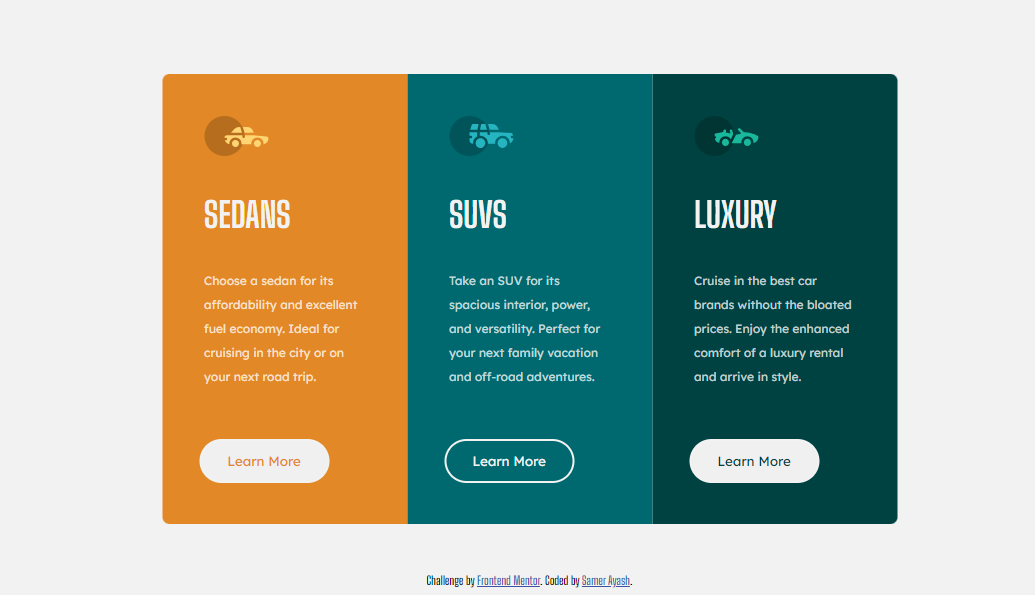 SEDANS
Choose a sedan for its
affordability and excellent
fuel economy. Ideal for
cruising in the city or on
your next road trip.
Learn More
SUVS
Take an SUV for its
spacious interior, power,
and versatility. Perfect for
your next family vacation
and off-road adventures.
Learn More
LUXURY
Cruise in the best car
brands without the bloated
prices. Enjoy the enhanced
comfort of a luxury rental
and arrive in style.
Learn More
Challenge by Frontend Mentor. Coded by Samer Ayash.